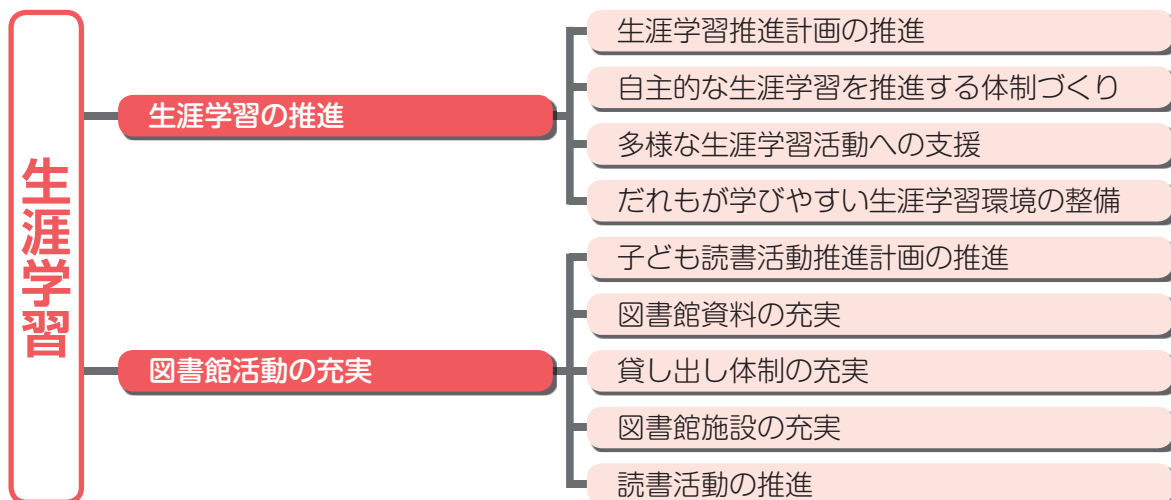 生涯学習
生涯学習の推進
生涯学習推進計画の推進
自主的な生涯学習を推進する体制づくり
多様な生涯学習活動への支援
だれもが学びやすい生涯学習環境の整備
図書館活動の充実
子ども読書活動推進計画の推進
図書館資料の充実
貸し出し体制の充実
図書館施設の充実
読書活動の推進